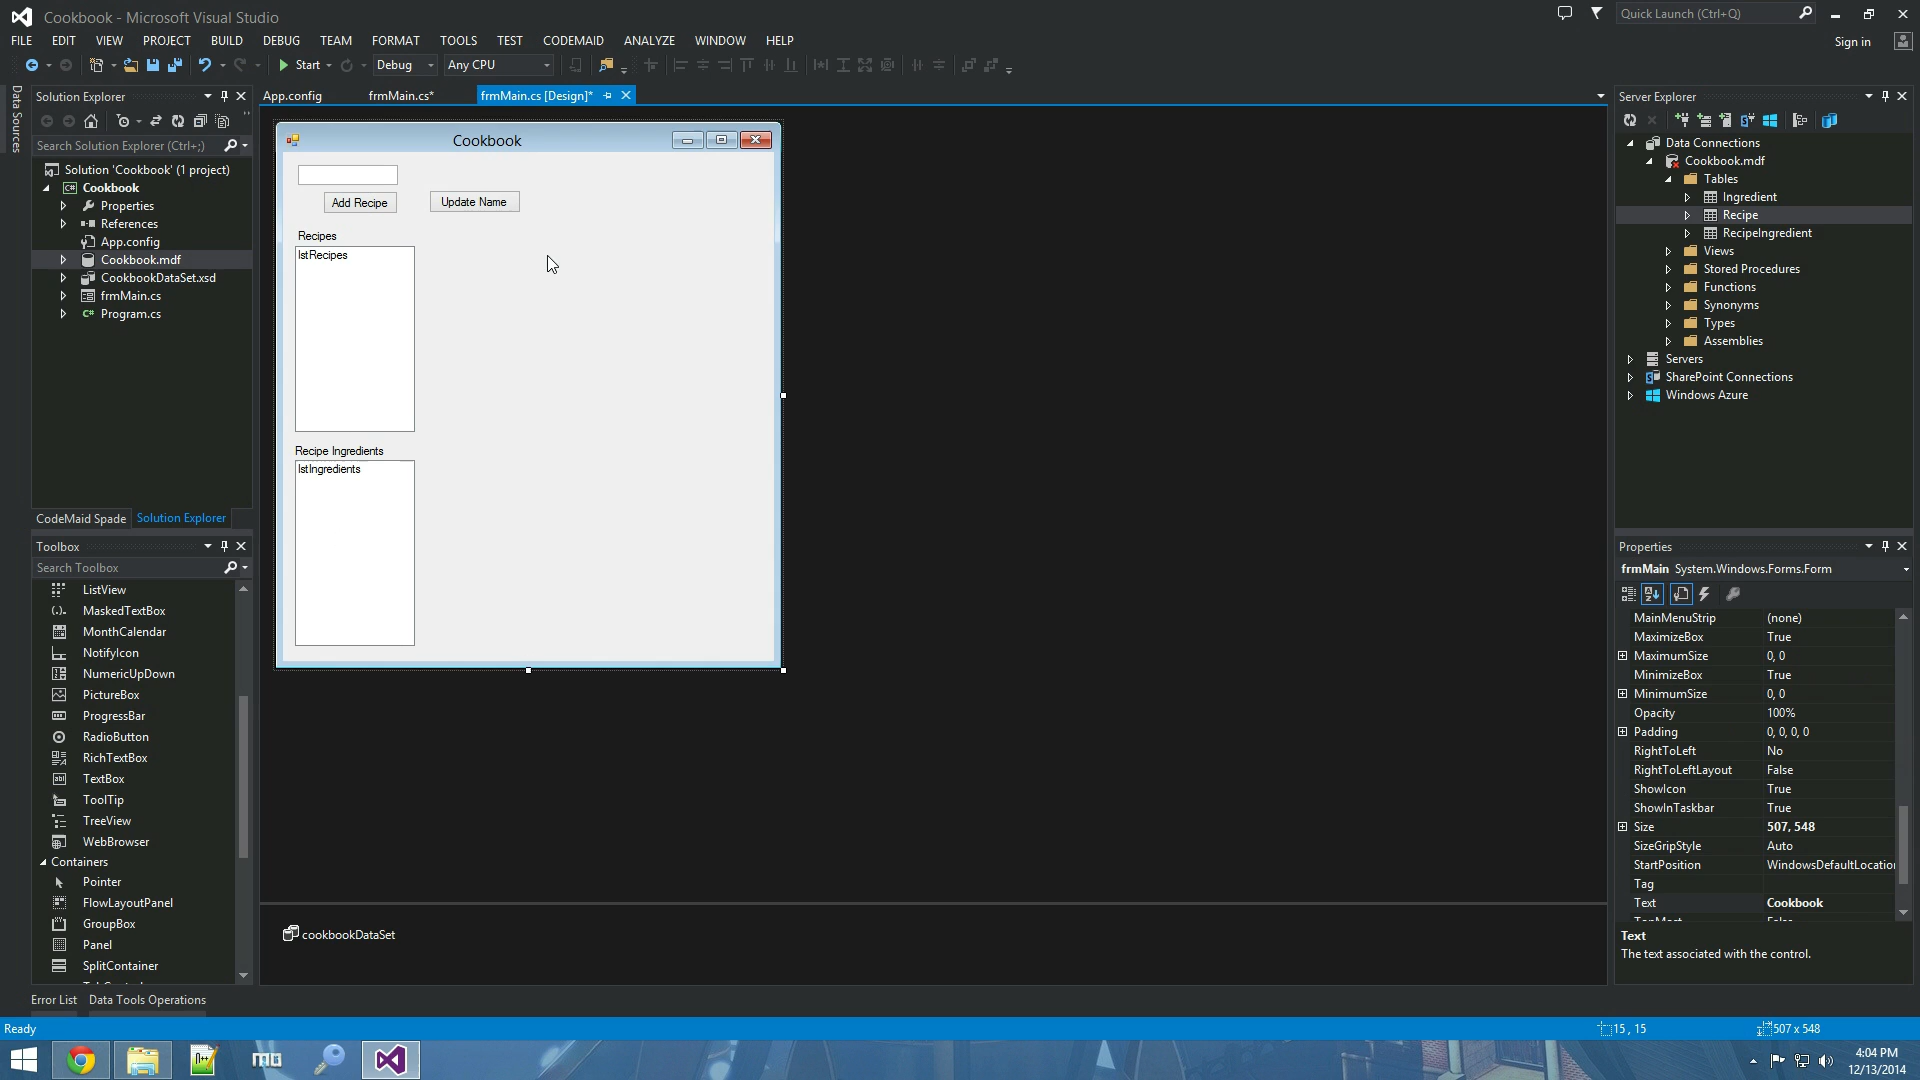 Cookbook - Microsoft Visual Studio
Quick Launch (Ctrl+Q)
FILE EDIT VIEW PROJECT BUILD DEBUG TEAM FORMAT TOOLS TEST CODEMAID ANALYZE WINDOW HELP
Sign in
Start Debug Any CPU
Data Sources
Solution Explorer
Search Solution Explorer (Ctrl+;)
Solution 'Cookbook' (1 project)
Cookbook
Properties
References
App.config
Cookbook.mdf
CookbookDataSet.xsd
frmMain.cs
Program.cs
CodeMaid Spade Solution Explorer
Toolbox
Search Toolbox
ListView
MaskedTextBox
MonthCalendar
NotifyIcon
NumericUpDown
PictureBox
ProgressBar
RadioButton
RichTextBox
TextBox
ToolTip
TreeView
WebBrowser
Containers
Pointer
FlowLayoutPanel
GroupBox
Panel
SplitContainer
App.config frmMain.cs* frmMain.cs [Design]*
Cookbook
Add Recipe Update Name
Recipes
lstRecipes
Recipe Ingredients
lstIngredients
cookbookDataSet
Server Explorer
Data Connections
Cookbook.mdf
Tables
Ingredient
Recipe
RecipeIngredient
Views
Stored Procedures
Functions
Synonyms
Types
Assemblies
Servers
SharePoint Connections
Windows Azure
Properties
frmMain System.Windows.Forms.Form
MainMenuStrip (none)
MaximizeBox True
MaximumSize 0, 0
MinimizeBox True
MinimumSize 0, 0
Opacity 100%
Padding 0, 0, 0, 0
RightToLeft No
RightToLeftLayout False
ShowIcon True
ShowInTaskbar True
Size 507, 548
SizeGripStyle Auto
StartPosition WindowsDefaultLocation
Tag
Text Cookbook
Text
The text associated with the control.
Error List Data Tools Operations
Ready
15 , 15
507 x 548
4:04 PM
12/13/2014